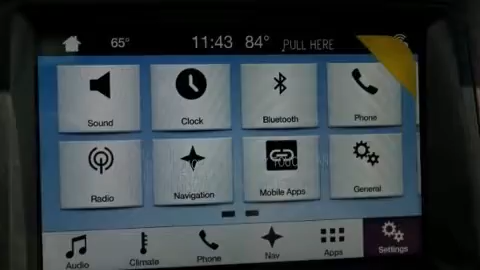 65° 11:43 84° PULL HERE
Sound Clock Bluetooth Phone
Radio Navigation Mobile Apps General
Audio Climate Phone Nav Apps Settings